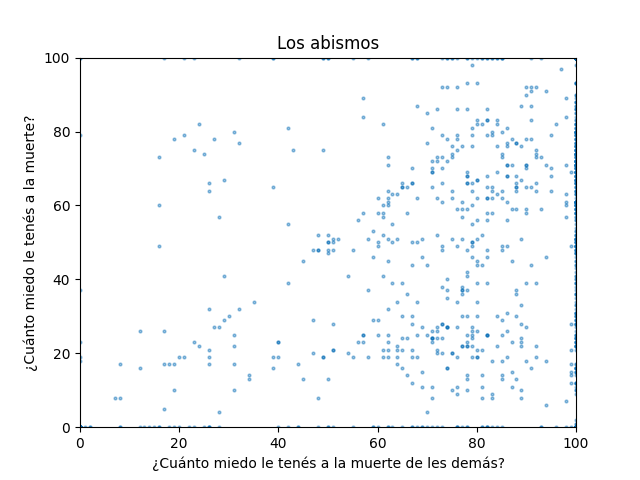 Los abismos
¿Cuánto miedo le tenés a la muerte?
100
80
60
40
20
0
0 20 40 60 80 100
¿Cuánto miedo le tenés a la muerte de les demás?